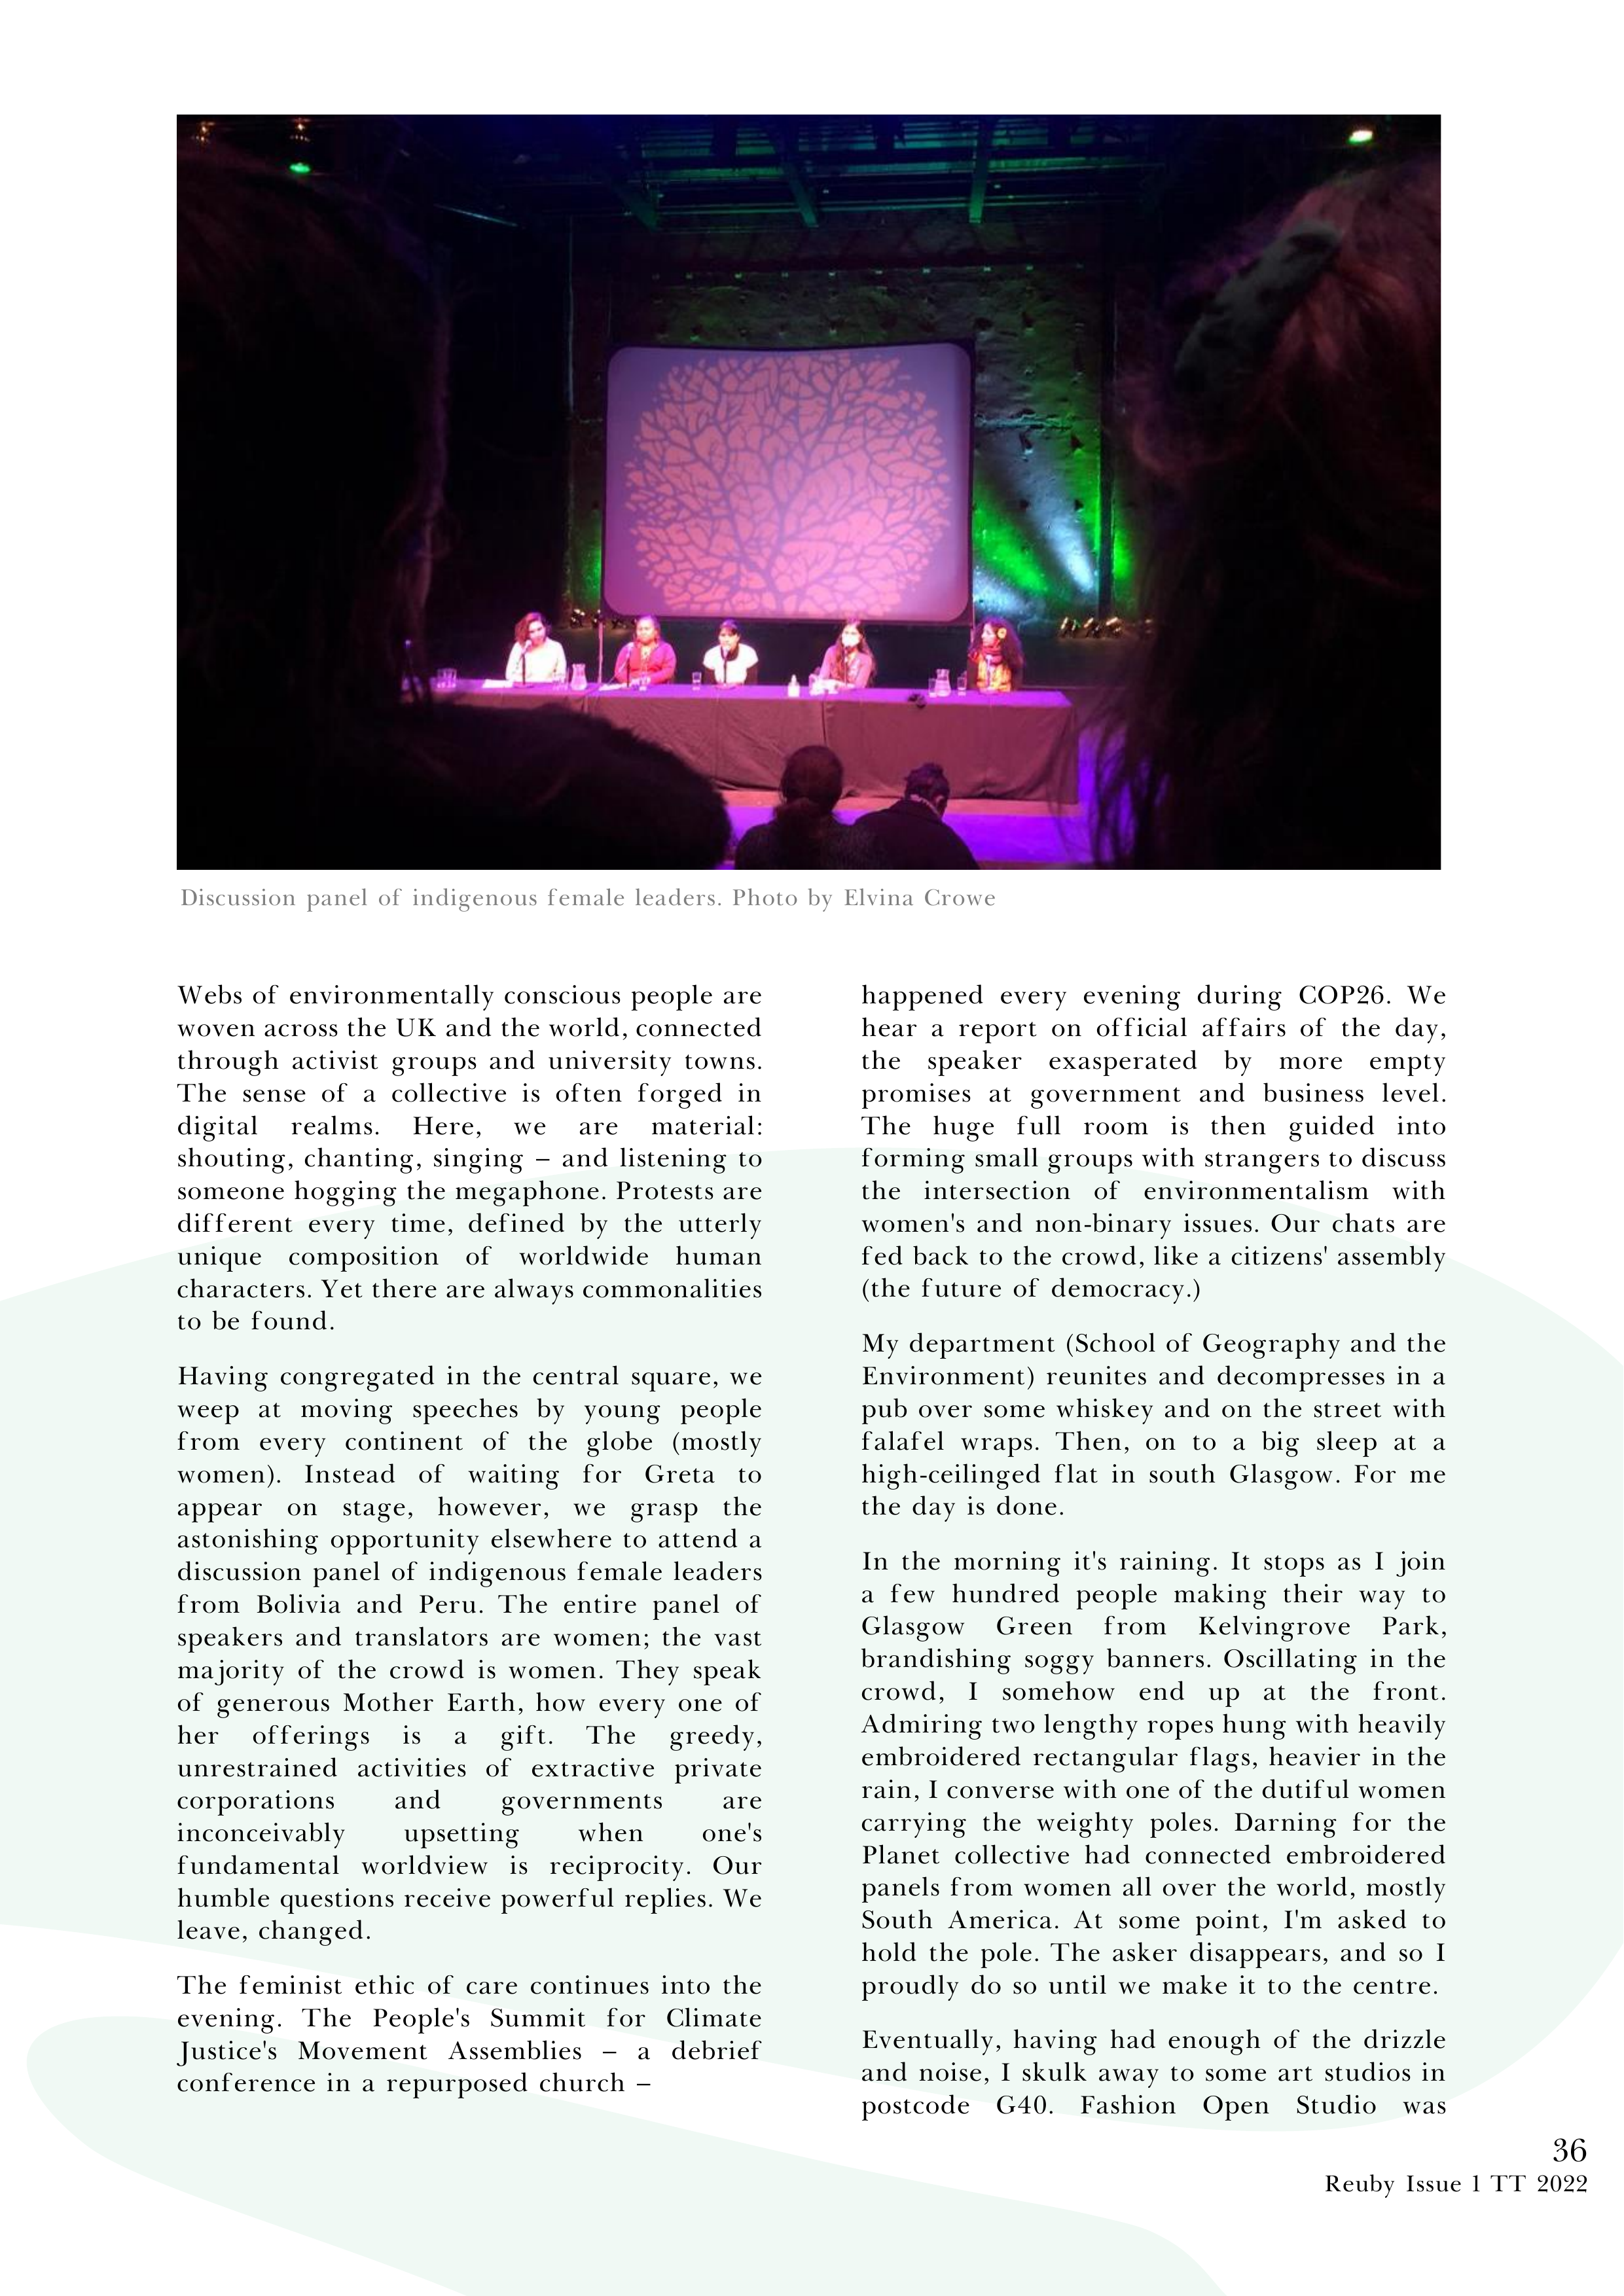 Discussion panel of indigenous female leaders. Photo by Elvina Crowe
Webs of environmentally conscious people are
woven across the UK and the world, connected
through activist groups and university towns.
The sense of a collective is often forged in
digital realms. Here, we are material:
shouting, chanting, singing – and listening to
someone hogging the megaphone. Protests are
different every time, defined by the utterly
unique composition of worldwide human
characters. Yet there are always commonalities
to be found.
Having congregated in the central square, we
weep at moving speeches by young people
from every continent of the globe (mostly
women). Instead of waiting for Greta to
appear on stage, however, we grasp the
astonishing opportunity elsewhere to attend a
discussion panel of indigenous female leaders
from Bolivia and Peru. The entire panel of
speakers and translators are women; the vast
majority of the crowd is women. They speak
of generous Mother Earth, how every one of
her offerings is a gift. The greedy,
unrestrained activities of extractive private
corporations and governments are
inconceivably upsetting when one's
fundamental worldview is reciprocity. Our
humble questions receive powerful replies. We
leave, changed.
The feminist ethic of care continues into the
evening. The People's Summit for Climate
Justice's Movement Assemblies – a debrief
conference in a repurposed church –
happened every evening during COP26. We
hear a report on official affairs of the day,
the speaker exasperated by more empty
promises at government and business level.
The huge full room is then guided into
forming small groups with strangers to discuss
the intersection of environmentalism with
women's and non-binary issues. Our chats are
fed back to the crowd, like a citizens' assembly
(the future of democracy.)
My department (School of Geography and the
Environment) reunites and decompresses in a
pub over some whiskey and on the street with
falafel wraps. Then, on to a big sleep at a
high-ceilinged flat in south Glasgow. For me
the day is done.
In the morning it's raining. It stops as I join
a few hundred people making their way to
Glasgow Green from Kelvingrove Park,
brandishing soggy banners. Oscillating in the
crowd, I somehow end up at the front.
Admiring two lengthy ropes hung with heavily
embroidered rectangular flags, heavier in the
rain, I converse with one of the dutiful women
carrying the weighty poles. Darning for the
Planet collective had connected embroidered
panels from women all over the world, mostly
South America. At some point, I'm asked to
hold the pole. The asker disappears, and so I
proudly do so until we make it to the centre.
Eventually, having had enough of the drizzle
and noise, I skulk away to some art studios in
postcode G40. Fashion Open Studio was
36
Reuby Issue 1 TT 2022